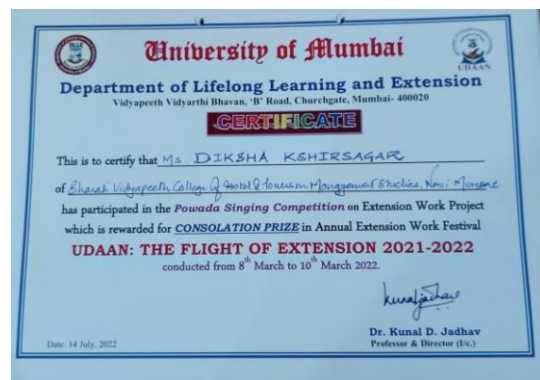 DLLE
UDAAN
University of Mumbai
Department of Lifelong Learning and Extension
Vidyapeeth Vidyarthi Bhavan, 'B' Road, Churchgate, Mumbai- 400020
CERTIFICATE
This is to certify that Ms. DIKSHA KSHIRSAGAR
of Bharati Vidyapeeth College of Hotel & Tourism Management Studies, Navi Mumbai
has participated in the Powada Singing Competition on Extension Work Project
which is rewarded for CONSOLATION PRIZE in Annual Extension Work Festival
UDAAN: THE FLIGHT OF EXTENSION 2021-2022
conducted from 8th March to 10th March 2022.
kunaljadhav
Dr. Kunal D. Jadhav
Professor & Director (I/c.)
Date: 14 July, 2022